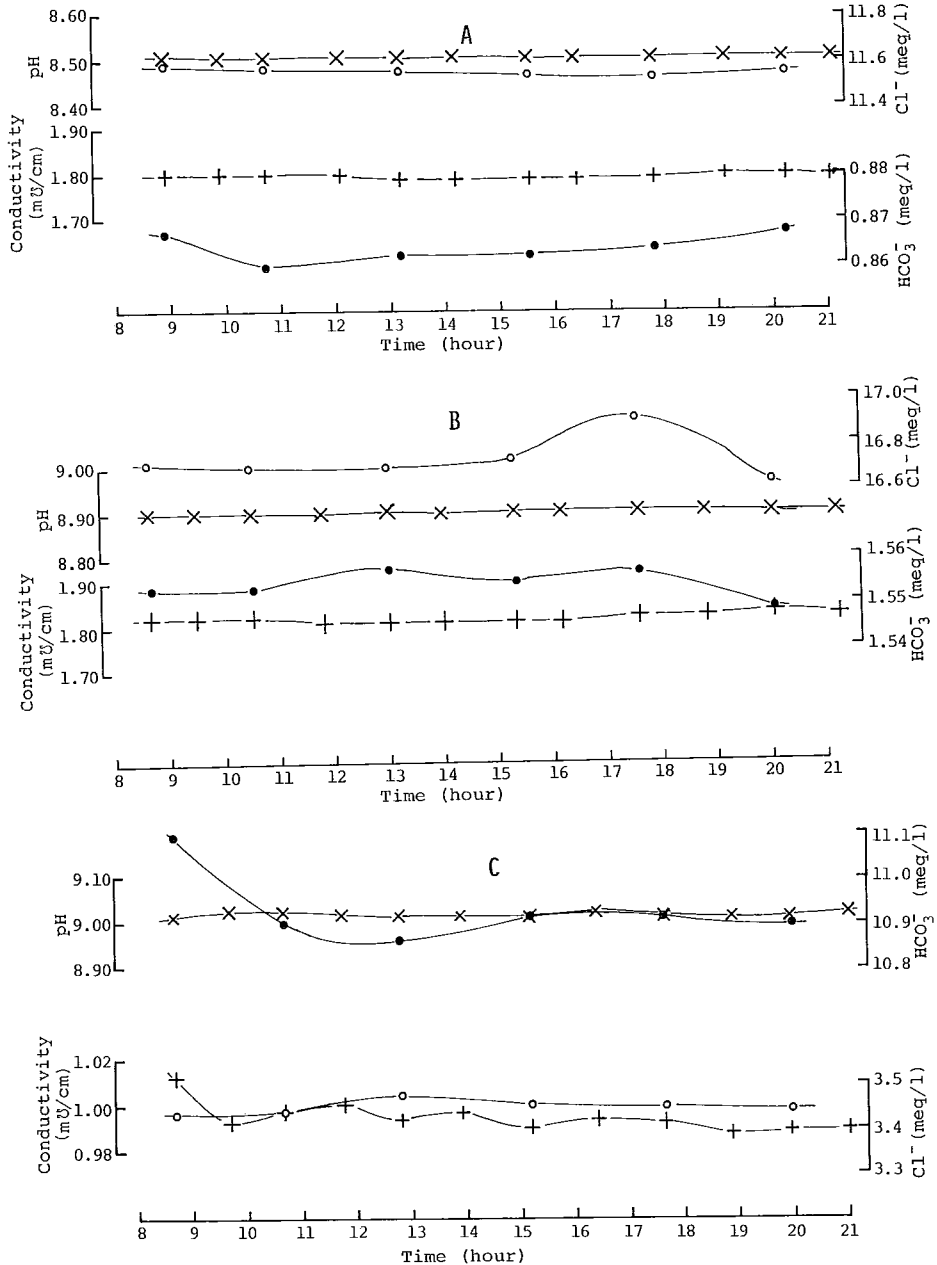 A
8.60
8.50
8.40
pH
11.8
11.6
11.4
Cl⁻(meq/l)
1.90
1.80
1.70
Conductivity
(m℧/cm)
0.88
0.87
0.86
HCO₃⁻ (meq/l)
8 9 10 11 12 13 14 15 16 17 18 19 20 21
Time (hour)
B
17.0
16.8
16.6
Cl⁻(meq/l)
9.00
8.90
8.80
pH
1.56
1.55
1.54
HCO₃⁻ (meq/l)
1.90
1.80
1.70
Conductivity
(m℧/cm)
8 9 10 11 12 13 14 15 16 17 18 19 20 21
Time (hour)
C
11.1
11.0
10.9
10.8
HCO₃⁻ (meq/l)
9.10
9.00
8.90
pH
1.02
1.00
0.98
Conductivity
(m℧/cm)
3.5
3.4
3.3
Cl⁻(meq/l)
8 9 10 11 12 13 14 15 16 17 18 19 20 21
Time (hour)